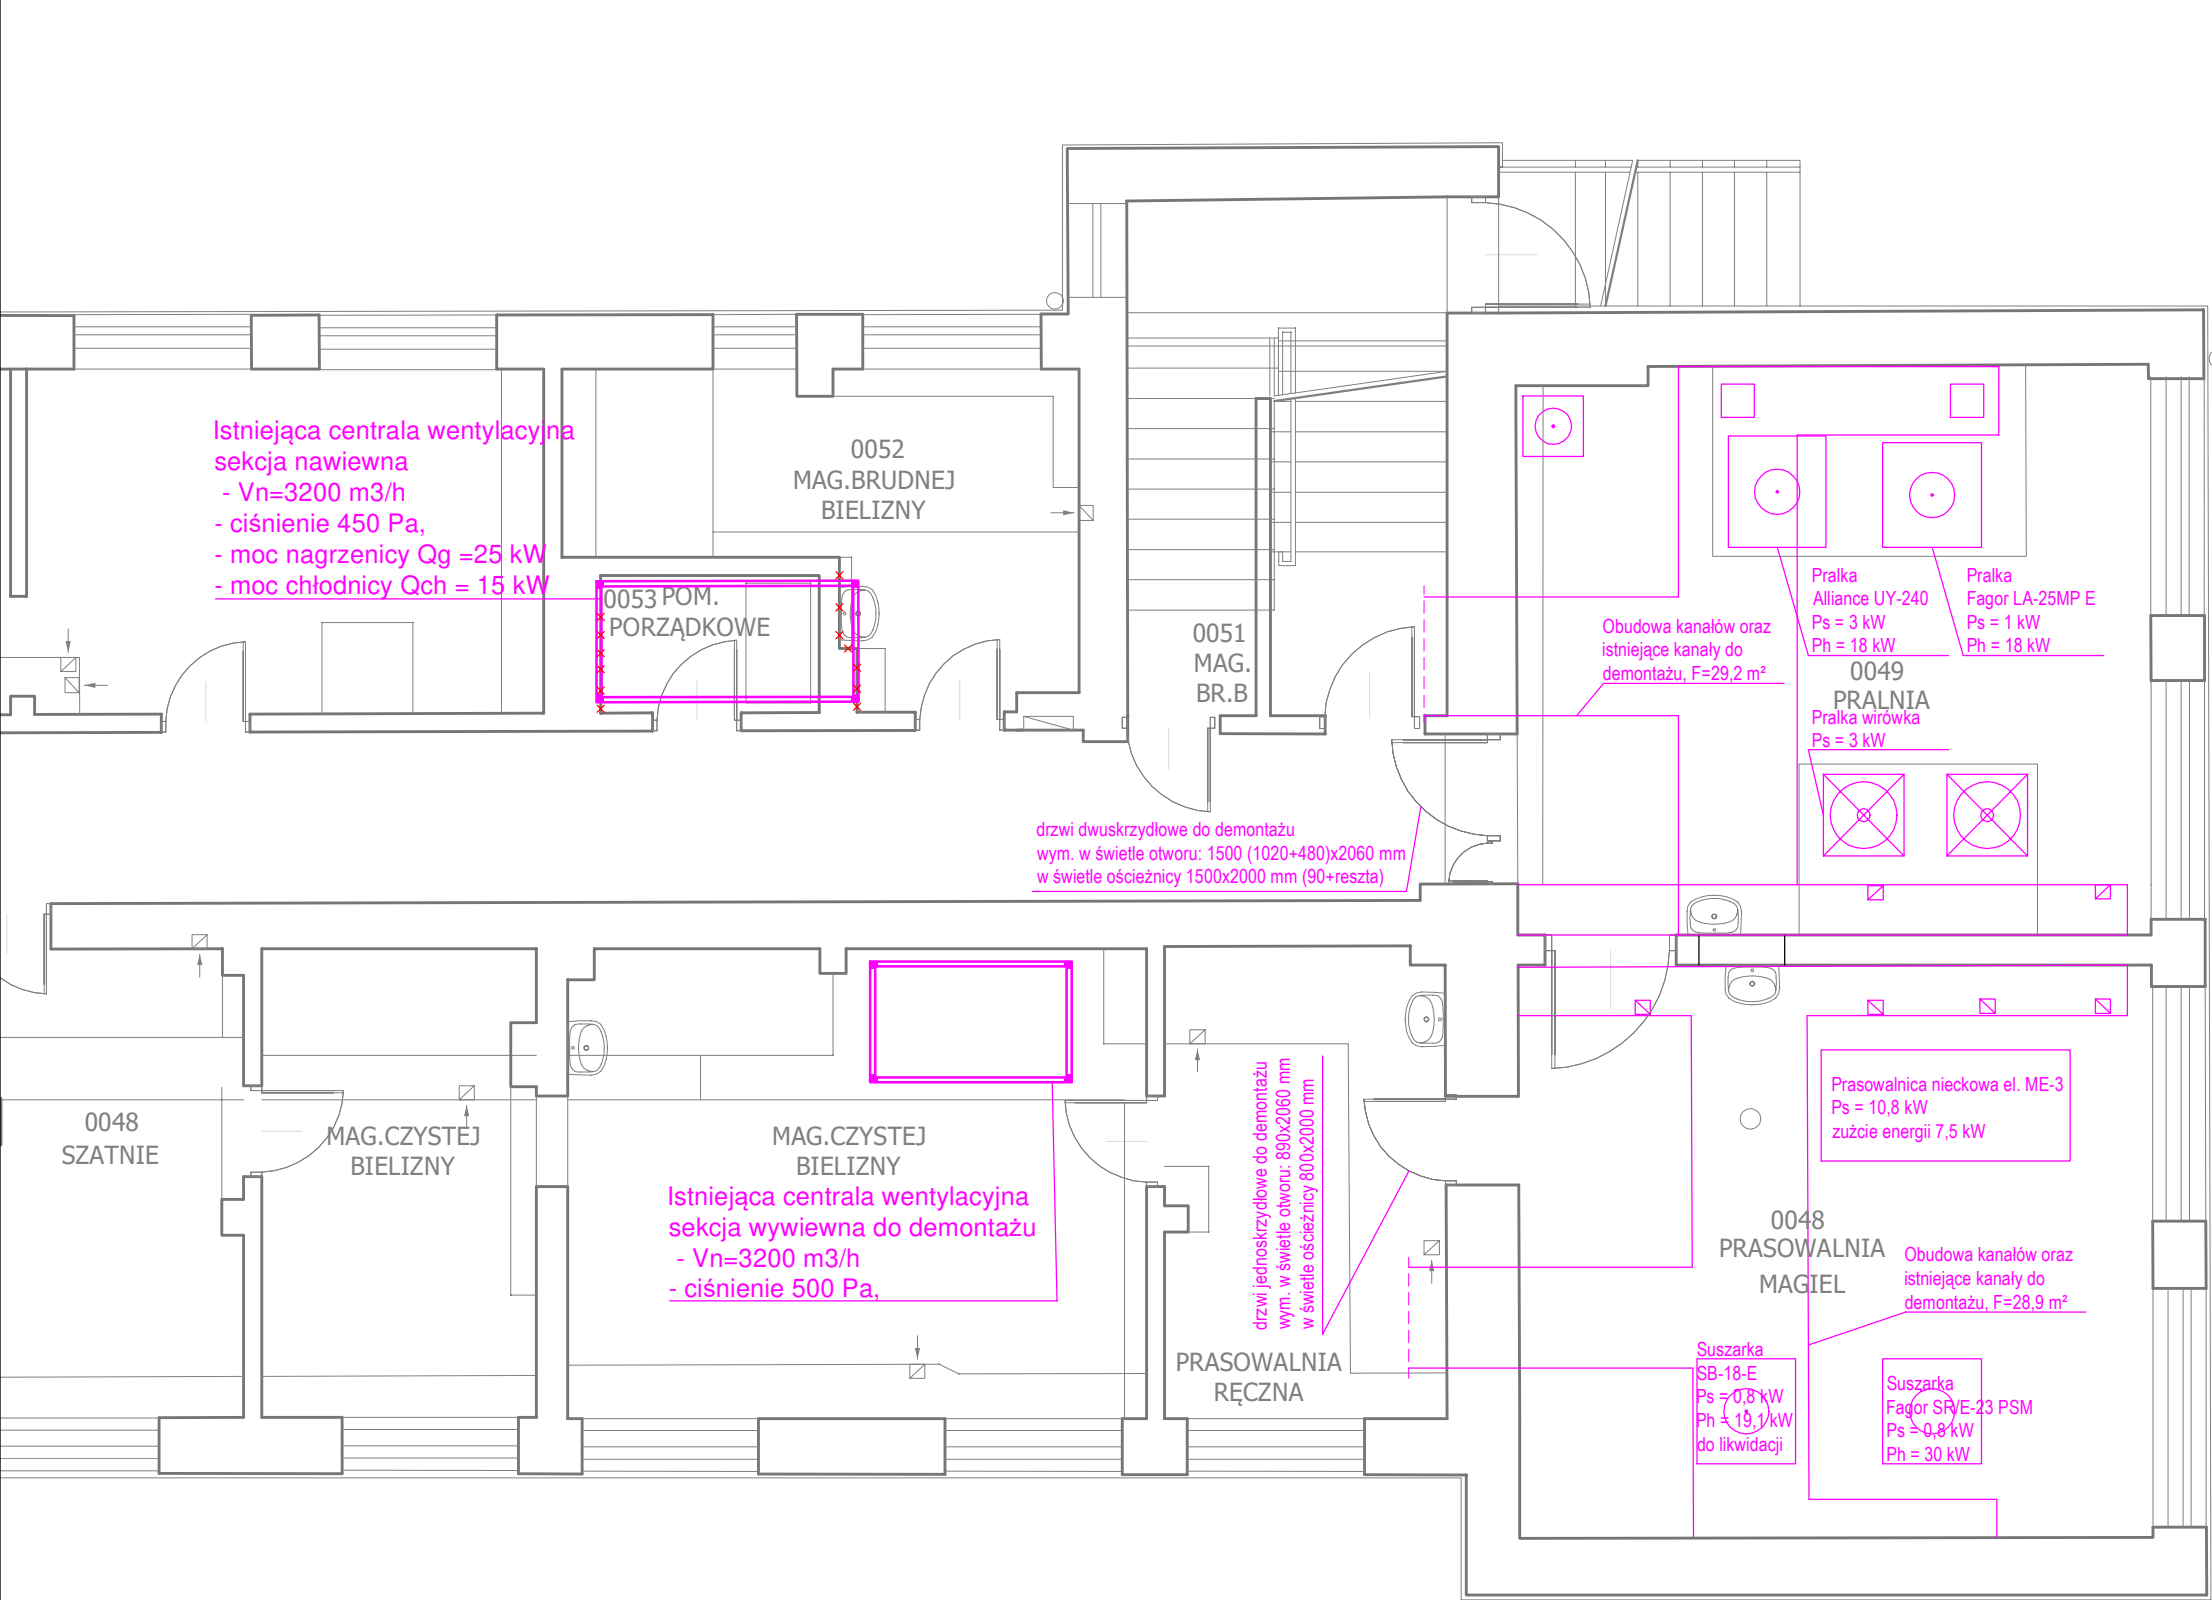 Istniejąca centrala wentylacyjna
sekcja nawiewna
- Vn=3200 m3/h
- ciśnienie 450 Pa,
- moc nagrzenicy Qg =25 kW
- moc chłodnicy Qch = 15 kW
0052
MAG.BRUDNEJ
BIELIZNY
0053 POM.
PORZĄDKOWE
0051
MAG.
BR.B
Pralka
Alliance UY-240
Ps = 3 kW
Ph = 18 kW
Pralka
Fagor LA-25MP E
Ps = 1 kW
Ph = 18 kW
Obudowa kanałów oraz
istniejące kanały do
demontażu, F=29,2 m²
0049
PRALNIA
Pralka wirówka
Ps = 3 kW
drzwi dwuskrzydłowe do demontażu
wym. w świetle otworu: 1500 (1020+480)x2060 mm
w świetle ościeżnicy 1500x2000 mm (90+reszta)
0048
SZATNIE
MAG.CZYSTEJ
BIELIZNY
MAG.CZYSTEJ
BIELIZNY
Istniejąca centrala wentylacyjna
sekcja wywiewna do demontażu
- Vn=3200 m3/h
- ciśnienie 500 Pa,
drzwi jednoskrzydłowe do demontażu
wym. w świetle otworu: 890x2060 mm
w świetle ościeżnicy 800x2000 mm
PRASOWALNIA
RĘCZNA
Prasowalnica nieckowa el. ME-3
Ps = 10,8 kW
zużcie energii 7,5 kW
0048
PRASOWALNIA
MAGIEL
Obudowa kanałów oraz
istniejące kanały do
demontażu, F=28,9 m²
Suszarka
SB-18-E
Ps = 0,8 kW
Ph = 19,1 kW
do likwidacji
Suszarka
Fagor SR/E-23 PSM
Ps = 0,8 kW
Ph = 30 kW